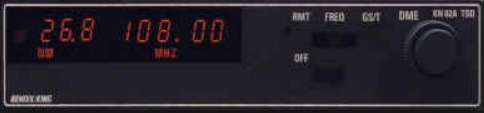 26.8 108.00
NM MHZ
RMT FREQ GS/T DME KN 62A TSO
OFF
BENDIX/KING